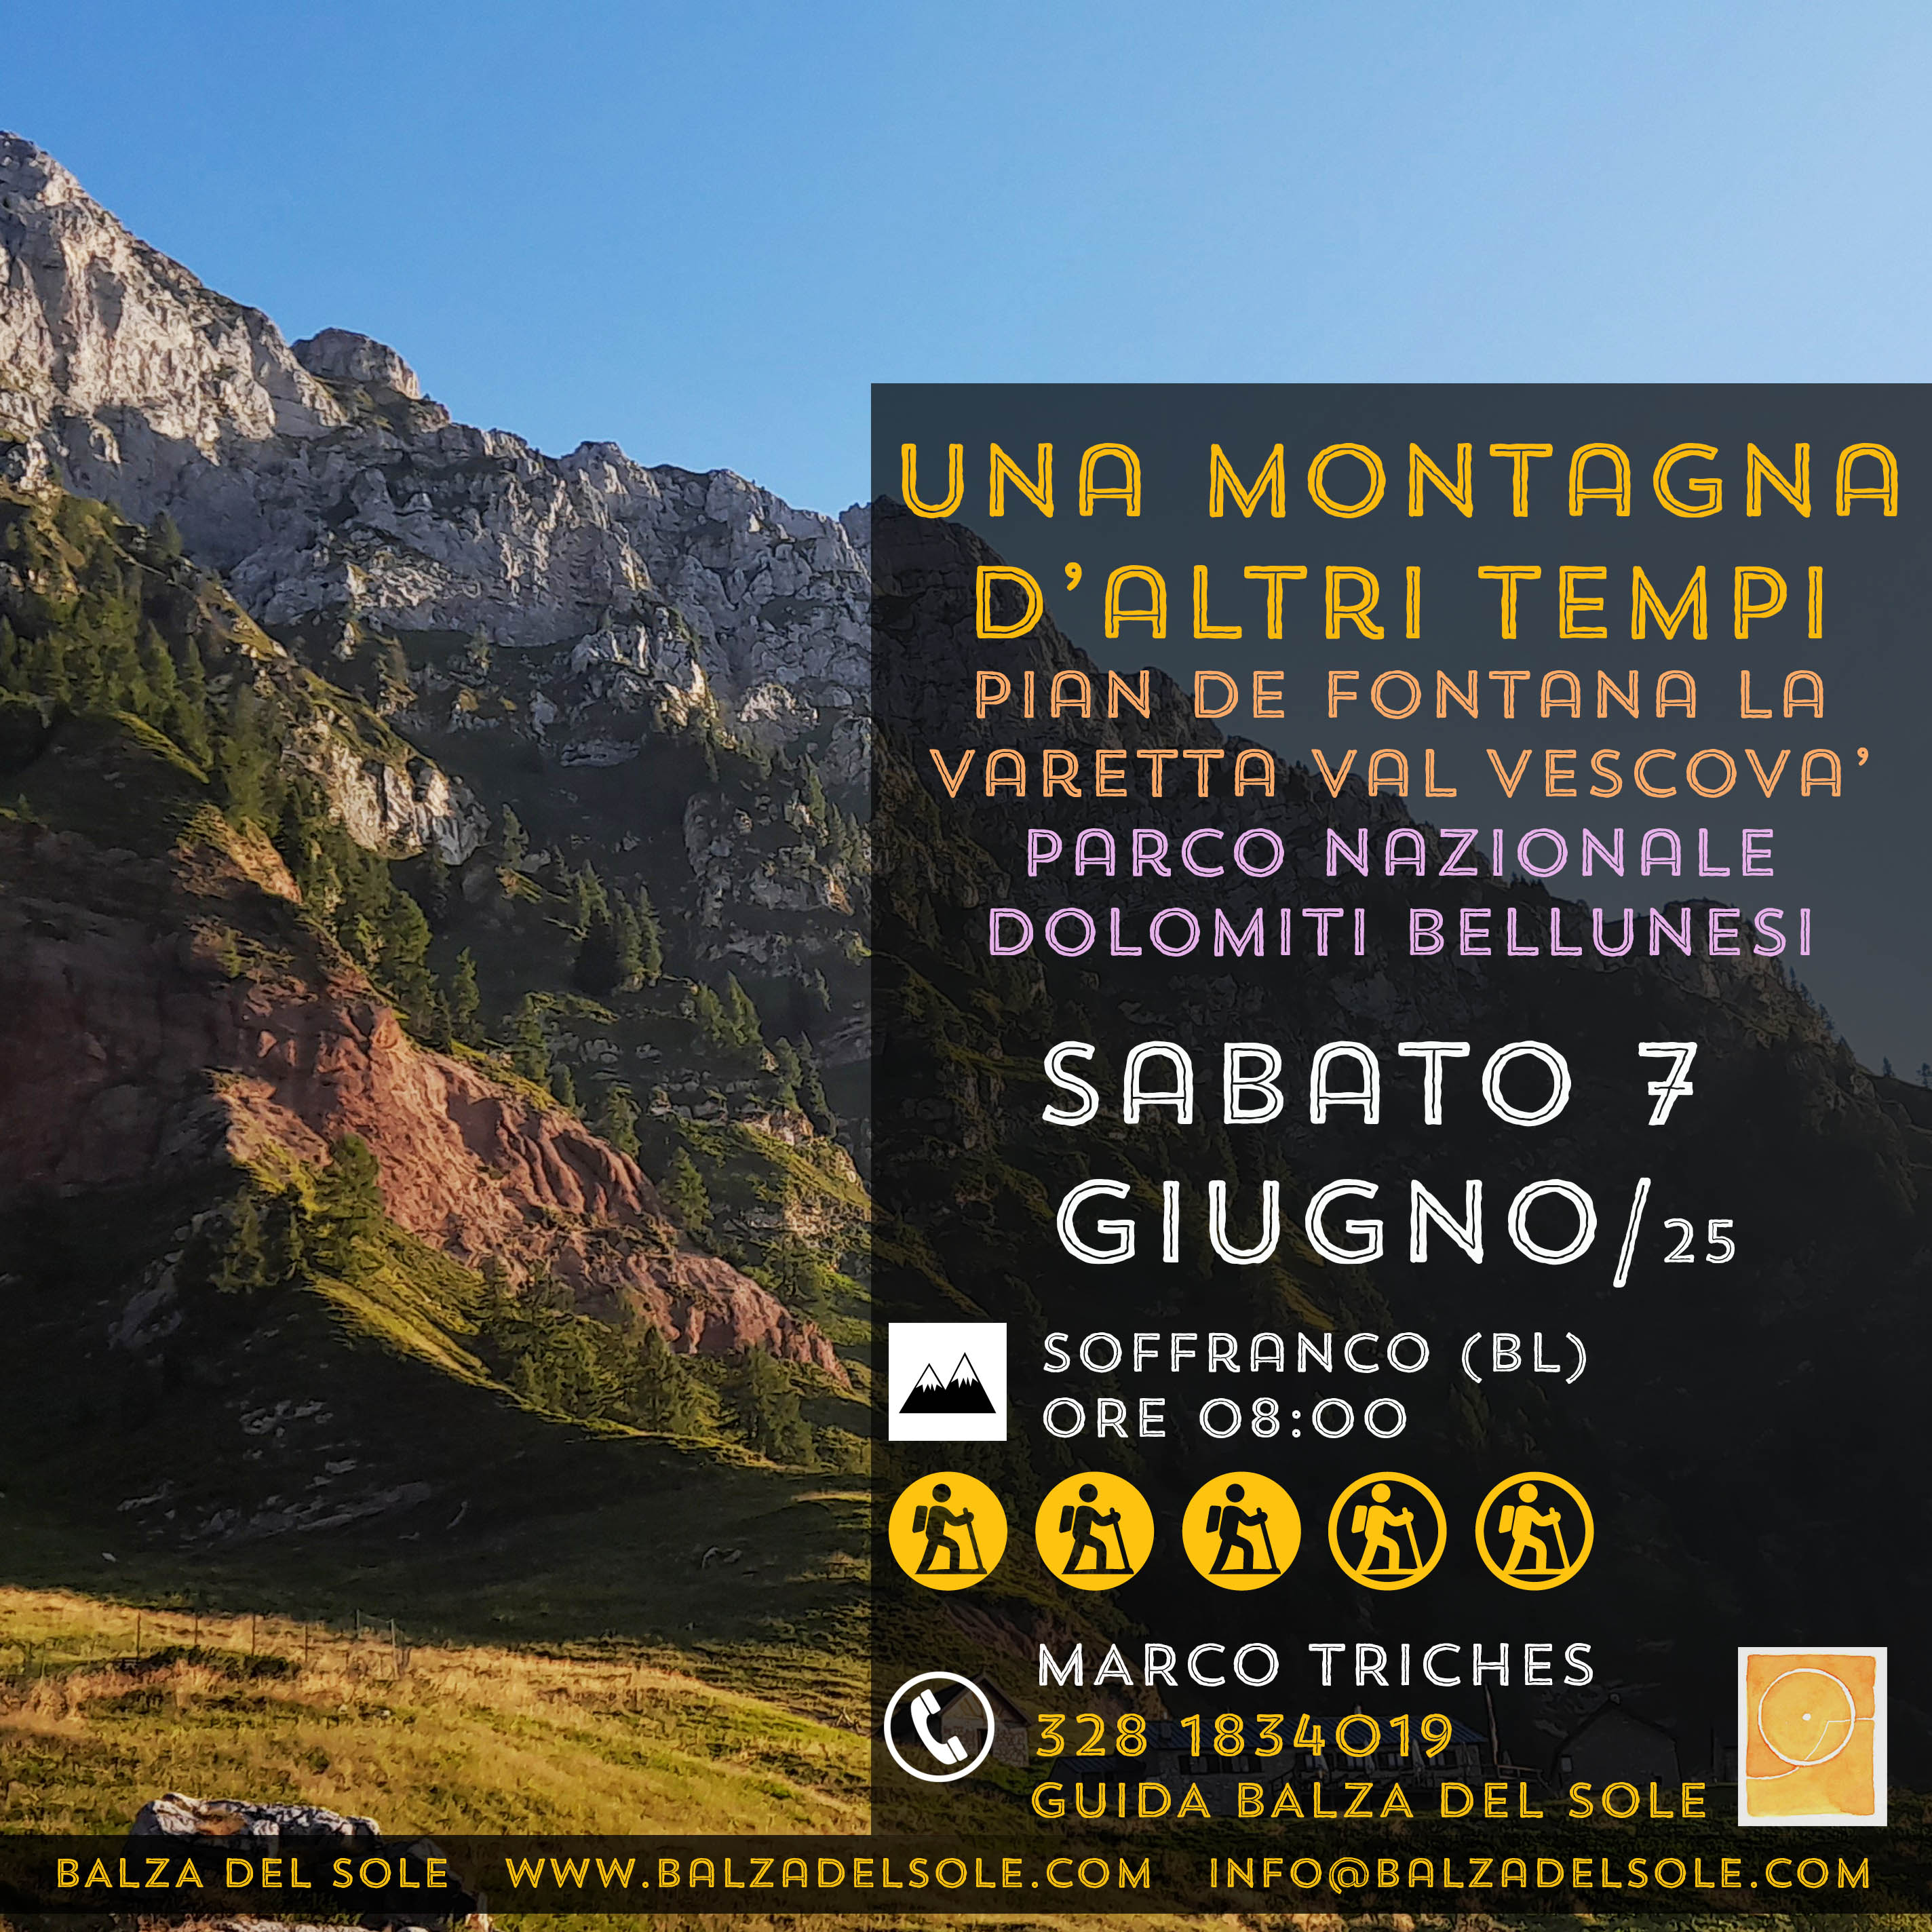 UNA MONTAGNA
D'ALTRI TEMPI
PIAN DE FONTANA LA
VARETTA VAL VESCOVA'
PARCO NAZIONALE
DOLOMITI BELLUNESI
SABATO 7
GIUGNO/25
SOFFRANCO (BL)
ORE 08:00
MARCO TRICHES
328 1834019
GUIDA BALZA DEL SOLE
BALZA DEL SOLE WWW.BALZADELSOLE.COM INFO@BALZADELSOLE.COM